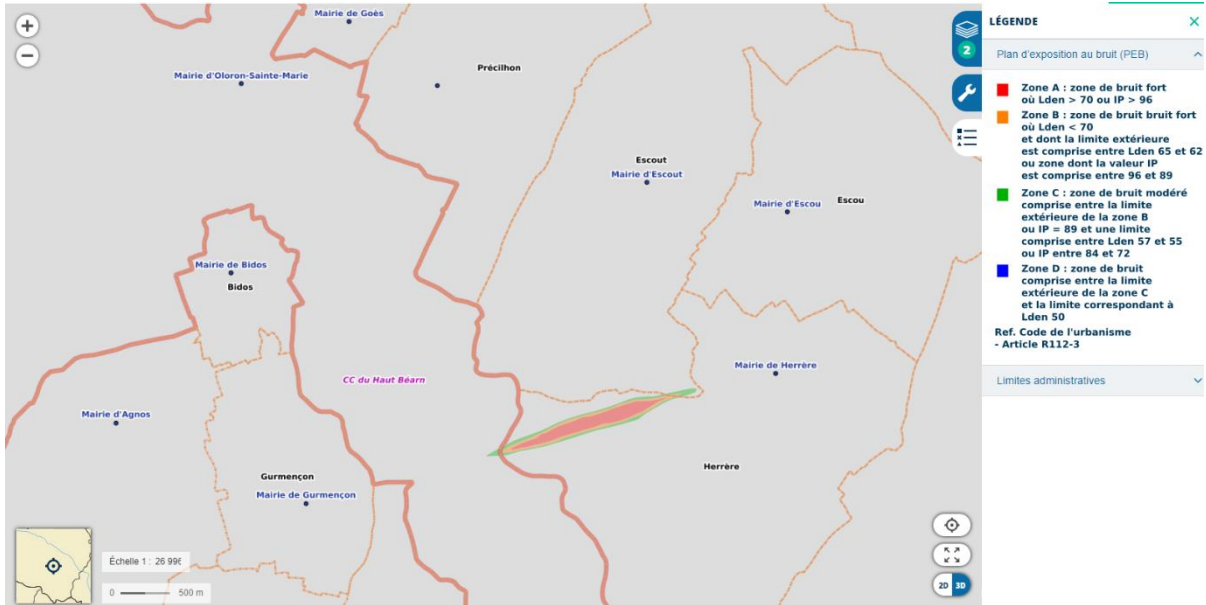 Mairie de Goès
Précilhon
Mairie d'Oloron-Sainte-Marie
Escout
Mairie d'Escout
Mairie d'Escou
Escou
Mairie de Bidos
Bidos
CC du Haut Béarn
Mairie de Herrère
Mairie d'Agnos
Herrère
Gurmençon
Mairie de Gurmençon
Échelle 1 : 26 996
0 500 m
2
2D 3D
LÉGENDE
Plan d'exposition au bruit (PEB)
Zone A : zone de bruit fort
où Lden > 70 ou IP > 96
Zone B : zone de bruit bruit fort
où Lden < 70
et dont la limite extérieure
est comprise entre Lden 65 et 62
ou zone dont la valeur IP
est comprise entre 96 et 89
Zone C : zone de bruit modéré
comprise entre la limite
extérieure de la zone B
ou IP = 89 et une limite
comprise entre Lden 57 et 55
ou IP entre 84 et 72
Zone D : zone de bruit
comprise entre la limite
extérieure de la zone C
et la limite correspondant à
Lden 50
Ref. Code de l'urbanisme
- Article R112-3
Limites administratives